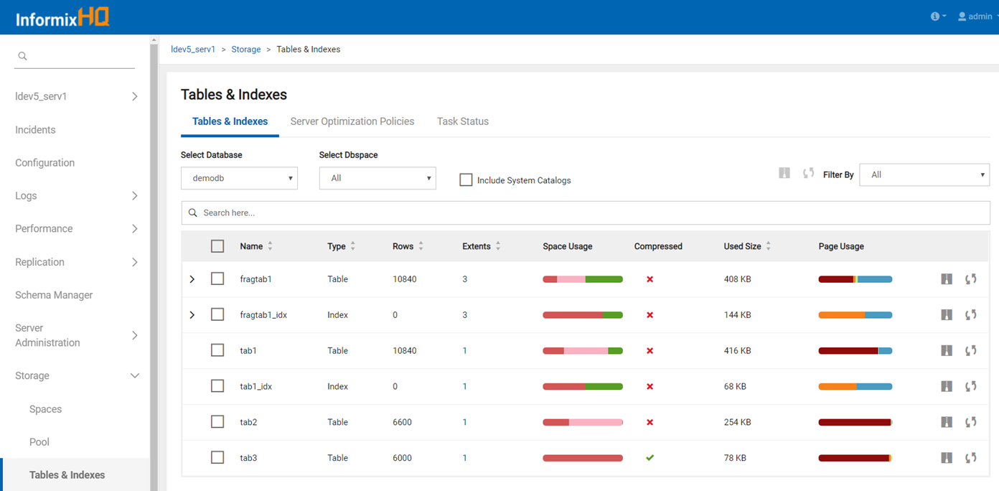 InformixHQ
admin
ldev5_serv1
Incidents
Configuration
Logs
Performance
Replication
Schema Manager
Server
Administration
Storage
Spaces
Pool
Tables & Indexes
ldev5_serv1 > Storage > Tables & Indexes
Tables & Indexes
Tables & Indexes Server Optimization Policies Task Status
Select Database Select Dbspace
demodb All Include System Catalogs Filter By All
Search here...
Name Type Rows Extents Space Usage Compressed Used Size Page Usage
fragtab1 Table 10840 3 408 KB
fragtab1_idx Index 0 3 144 KB
tab1 Table 10840 1 416 KB
tab1_idx Index 0 1 68 KB
tab2 Table 6600 1 254 KB
tab3 Table 6000 1 78 KB